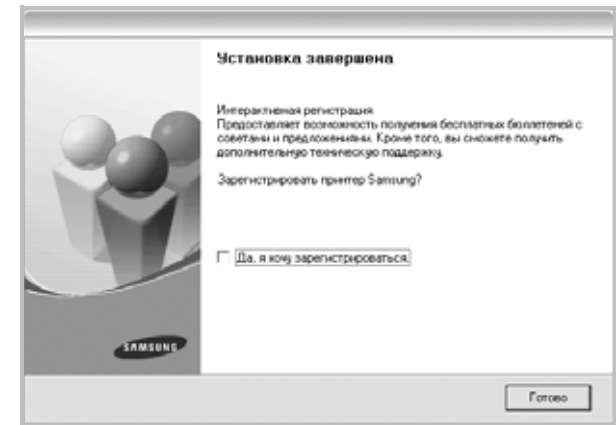 Установка завершена
Интерактивная регистрация
Предоставляет возможность получения бесплатных бюллетеней с
советами и предложениями. Кроме того, вы сможете получить
дополнительную техническую поддержку.
Зарегистрировать принтер Samsung?
Да, я хочу зарегистрироваться.
SAMSUNG
Готово